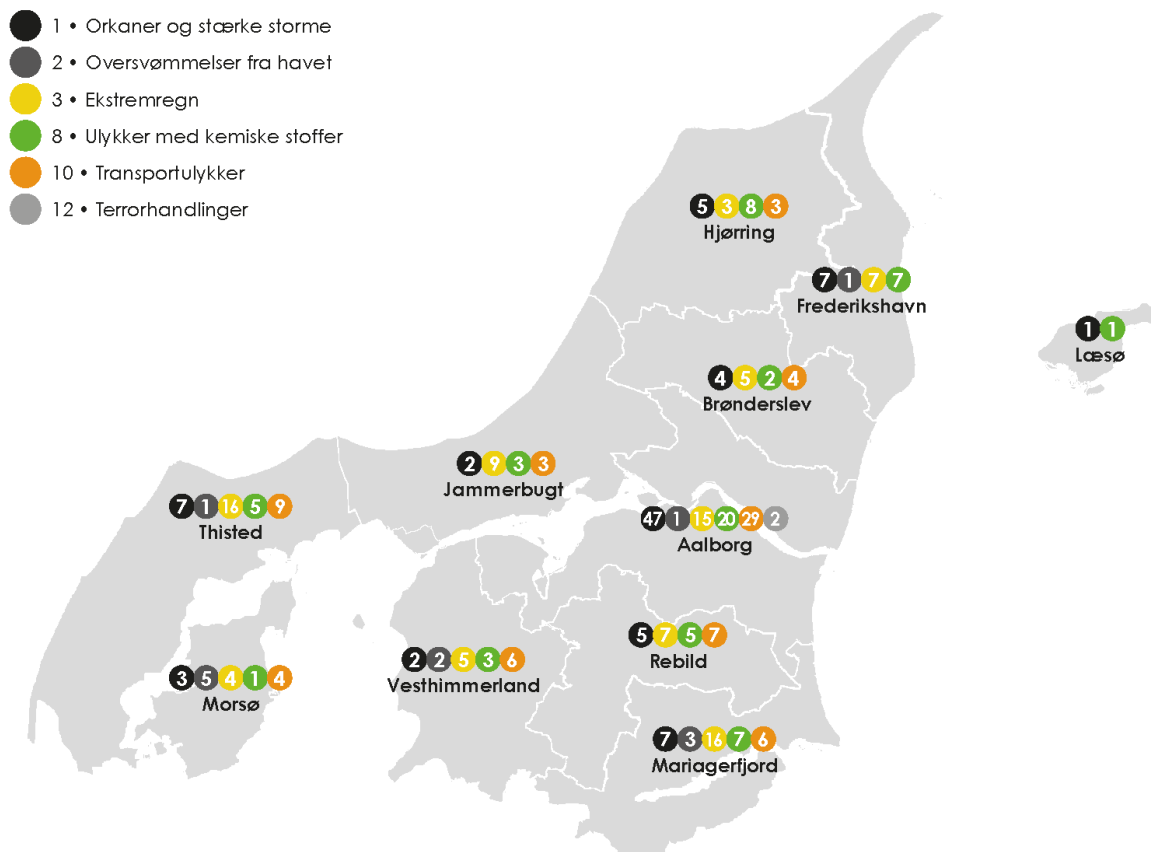 1 • Orkaner og stærke storme
2 • Oversvømmelser fra havet
3 • Ekstremregn
8 • Ulykker med kemiske stoffer
10 • Transportulykker
12 • Terrorhandlinger
5 3 8 3
Hjørring
7 1 7 7
Frederikshavn
1 1
Læsø
4 5 2 4
Brønderslev
2 9 3 3
Jammerbugt
7 1 16 5 9
Thisted
47 1 15 20 29 2
Aalborg
5 7 5 7
Rebild
2 2 5 3 6
Vesthimmerland
3 5 4 1 4
Morsø
7 3 16 7 6
Mariagerfjord